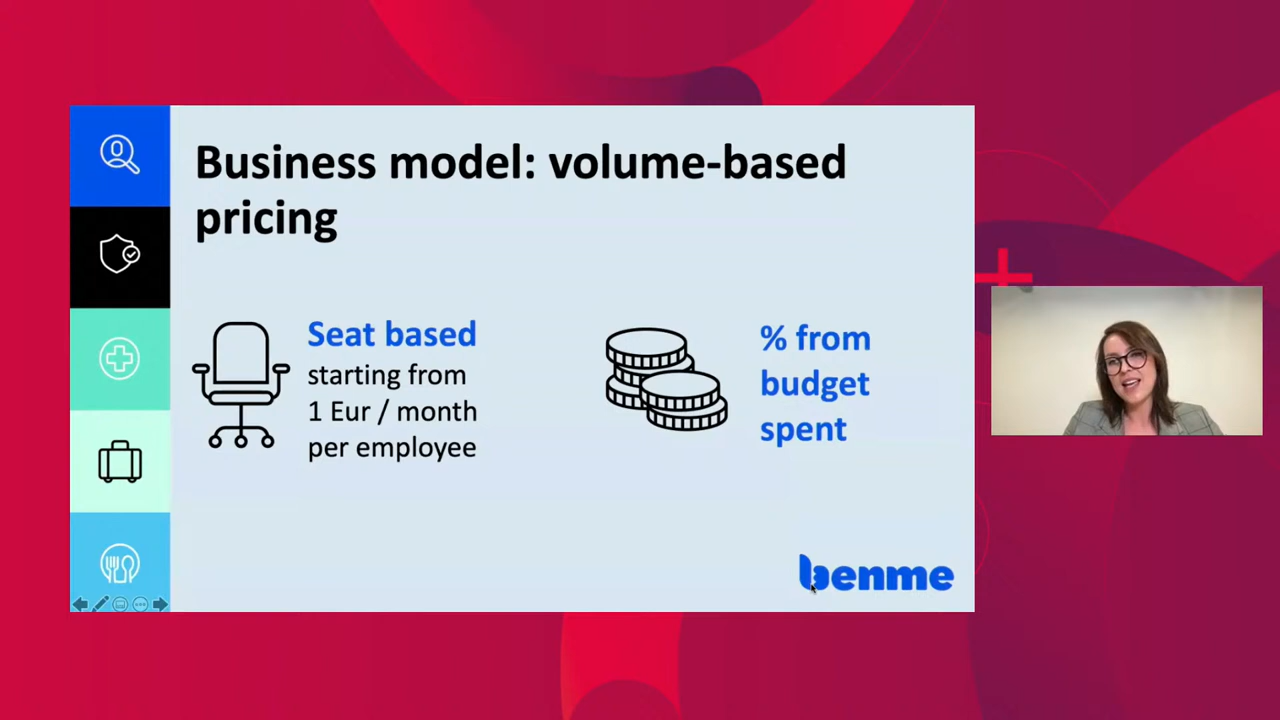 Business model: volume-based
pricing
Seat based
starting from
1 Eur / month
per employee
% from
budget
spent
benme